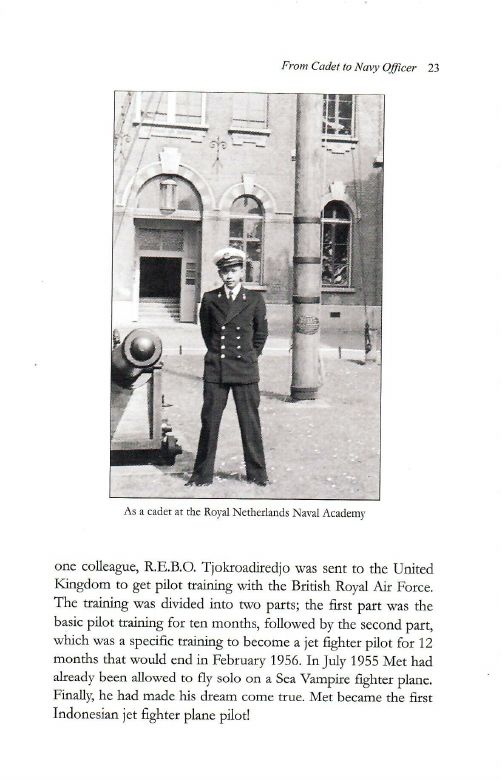 From Cadet to Navy Officer 23
As a cadet at the Royal Netherlands Naval Academy
one colleague, R.E.B.O. Tjokroadiredjo was sent to the United
Kingdom to get pilot training with the British Royal Air Force.
The training was divided into two parts; the first part was the
basic pilot training for ten months, followed by the second part,
which was a specific training to become a jet fighter pilot for 12
months that would end in February 1956. In July 1955 Met had
already been allowed to fly solo on a Sea Vampire fighter plane.
Finally, he had made his dream come true. Met became the first
Indonesian jet fighter plane pilot!